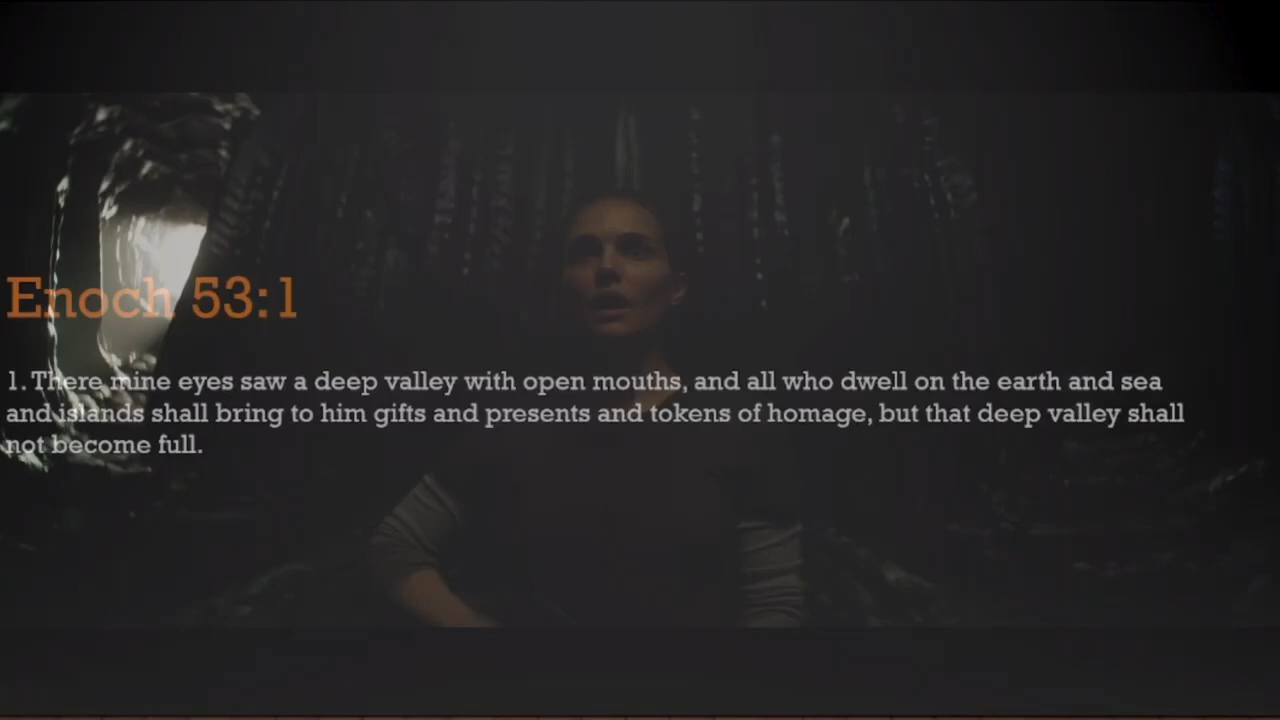 Enoch 53:1
1. There mine eyes saw a deep valley with open mouths, and all who dwell on the earth and sea
and islands shall bring to him gifts and presents and tokens of homage, but that deep valley shall
not become full.